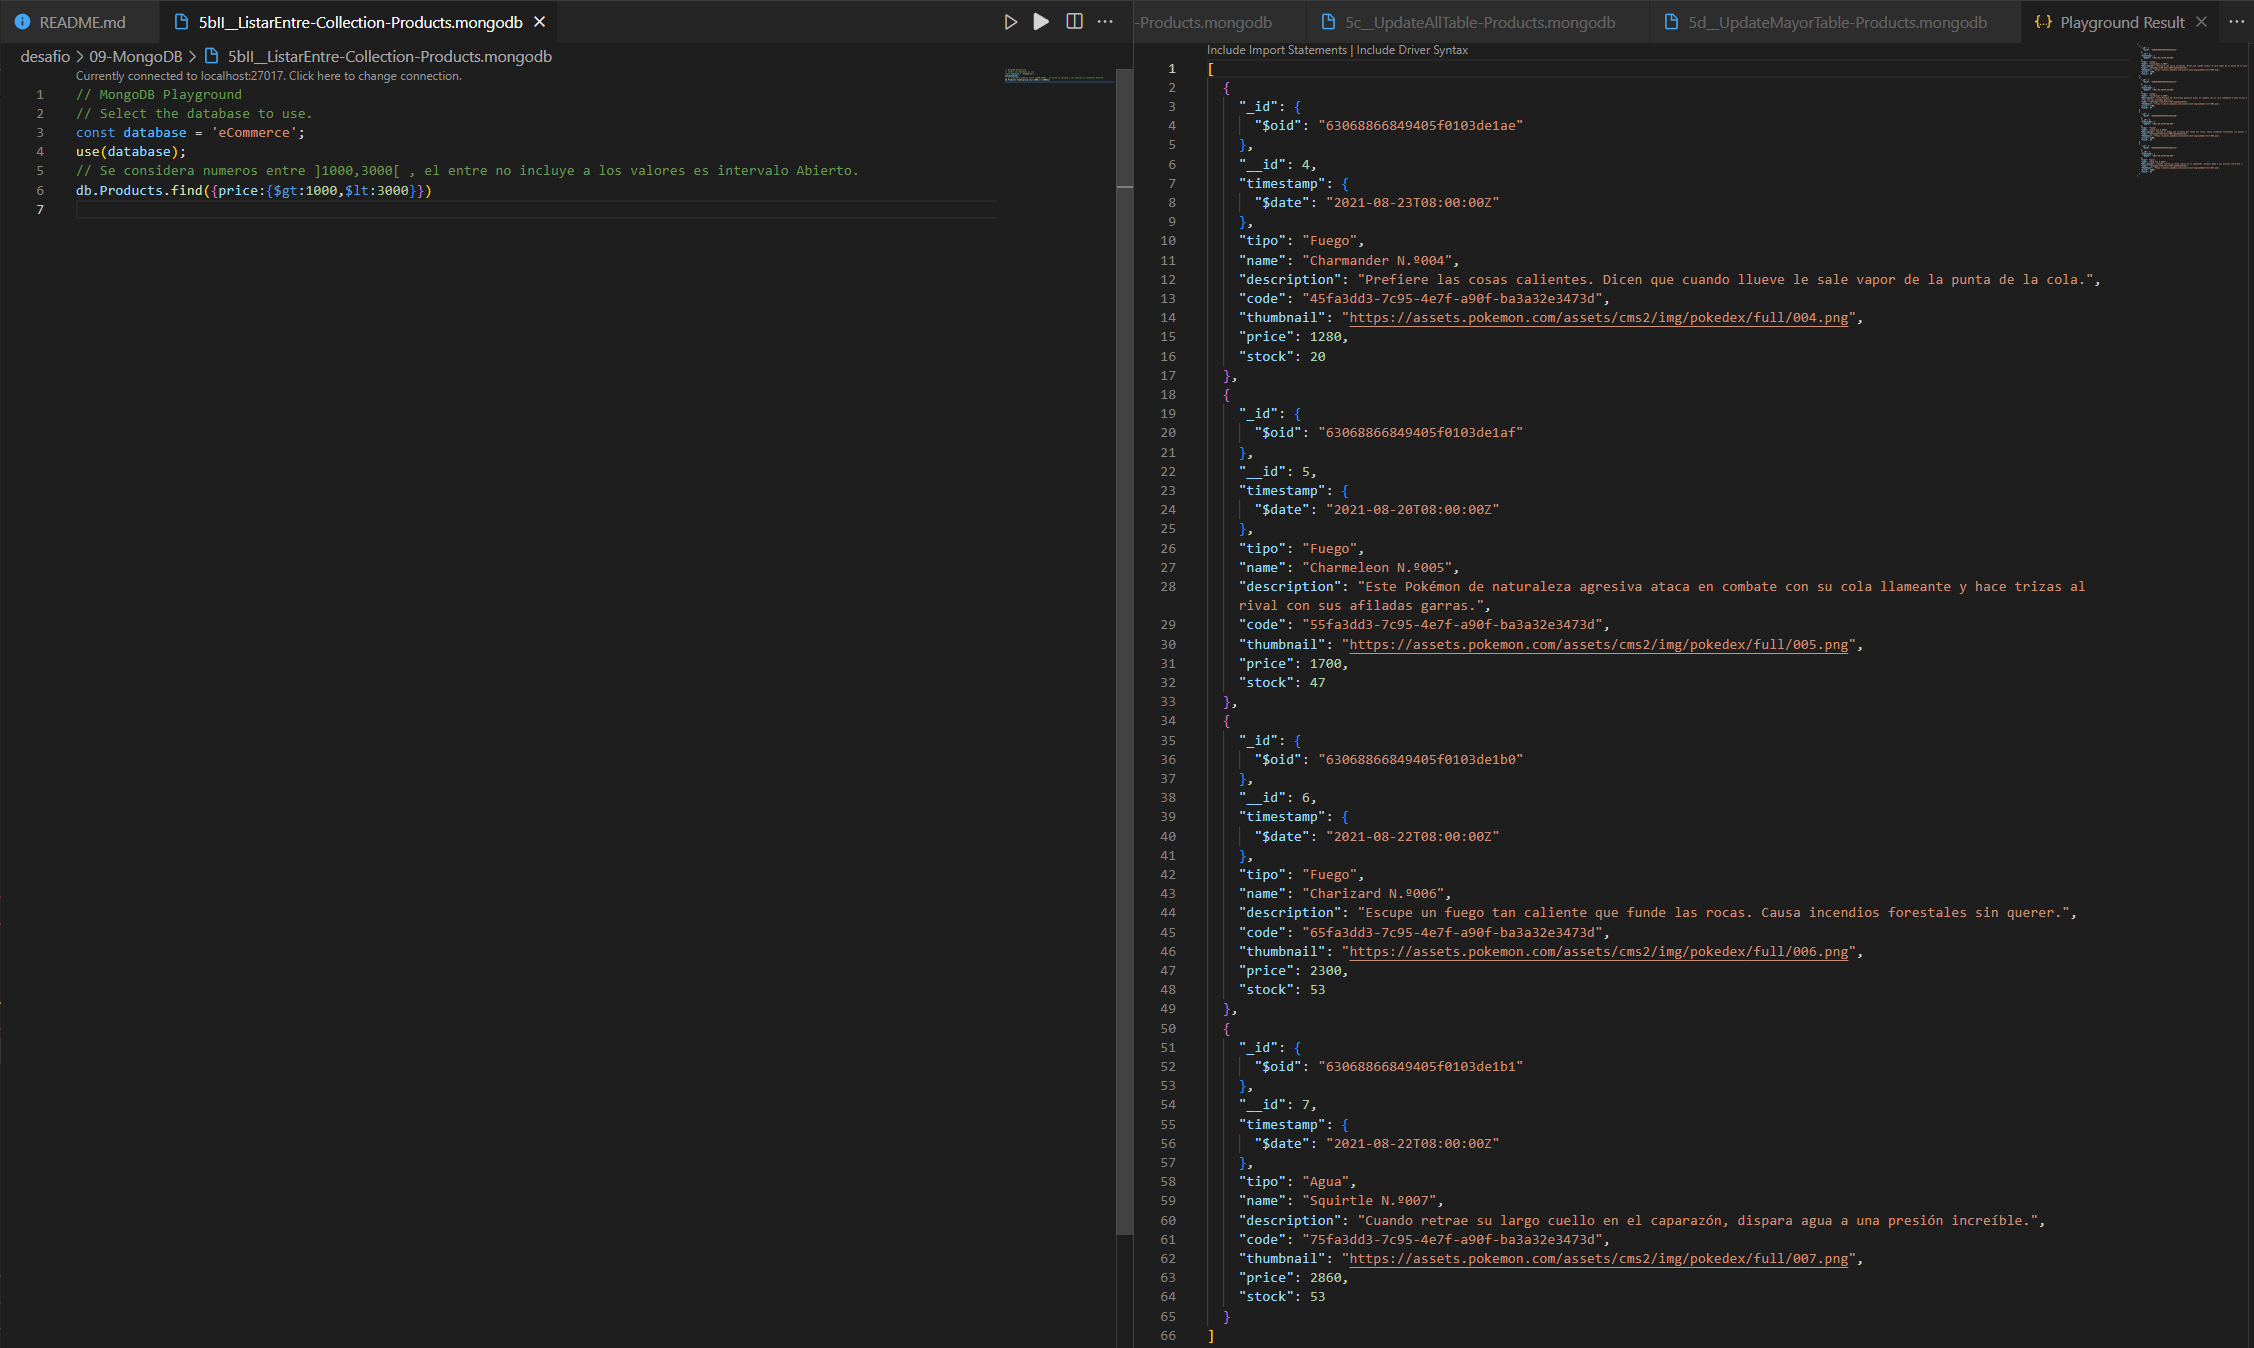 README.md
5bII__ListarEntre-Collection-Products.mongodb
desafio > 09-MongoDB > 5bII__ListarEntre-Collection-Products.mongodb
Currently connected to localhost:27017. Click here to change connection.
1 // MongoDB Playground
2 // Select the database to use.
3 const database = 'eCommerce';
4 use(database);
5 // Se considera numeros entre ]1000,3000[ , el entre no incluye a los valores es intervalo Abierto.
6 db.Products.find({price:{$gt:1000,$lt:3000}})
7
-Products.mongodb
5c__UpdateAllTable-Products.mongodb
5d__UpdateMayorTable-Products.mongodb
{..} Playground Result
Include Import Statements | Include Driver Syntax
1 [
2 {
3 "_id": {
4 "$oid": "63068866849405f0103de1ae"
5 },
6 "__id": 4,
7 "timestamp": {
8 "$date": "2021-08-23T08:00:00Z"
9 },
10 "tipo": "Fuego",
11 "name": "Charmander N.º004",
12 "description": "Prefiere las cosas calientes. Dicen que cuando llueve le sale vapor de la punta de la cola.",
13 "code": "45fa3dd3-7c95-4e7f-a90f-ba3a32e3473d",
14 "thumbnail": "https://assets.pokemon.com/assets/cms2/img/pokedex/full/004.png",
15 "price": 1280,
16 "stock": 20
17 },
18 {
19 "_id": {
20 "$oid": "63068866849405f0103de1af"
21 },
22 "__id": 5,
23 "timestamp": {
24 "$date": "2021-08-20T08:00:00Z"
25 },
26 "tipo": "Fuego",
27 "name": "Charmeleon N.º005",
28 "description": "Este Pokémon de naturaleza agresiva ataca en combate con su cola llameante y hace trizas al
rival con sus afiladas garras.",
29 "code": "55fa3dd3-7c95-4e7f-a90f-ba3a32e3473d",
30 "thumbnail": "https://assets.pokemon.com/assets/cms2/img/pokedex/full/005.png",
31 "price": 1700,
32 "stock": 47
33 },
34 {
35 "_id": {
36 "$oid": "63068866849405f0103de1b0"
37 },
38 "__id": 6,
39 "timestamp": {
40 "$date": "2021-08-22T08:00:00Z"
41 },
42 "tipo": "Fuego",
43 "name": "Charizard N.º006",
44 "description": "Escupe un fuego tan caliente que funde las rocas. Causa incendios forestales sin querer.",
45 "code": "65fa3dd3-7c95-4e7f-a90f-ba3a32e3473d",
46 "thumbnail": "https://assets.pokemon.com/assets/cms2/img/pokedex/full/006.png",
47 "price": 2300,
48 "stock": 53
49 },
50 {
51 "_id": {
52 "$oid": "63068866849405f0103de1b1"
53 },
54 "__id": 7,
55 "timestamp": {
56 "$date": "2021-08-22T08:00:00Z"
57 },
58 "tipo": "Agua",
59 "name": "Squirtle N.º007",
60 "description": "Cuando retrae su largo cuello en el caparazón, dispara agua a una presión increíble.",
61 "code": "75fa3dd3-7c95-4e7f-a90f-ba3a32e3473d",
62 "thumbnail": "https://assets.pokemon.com/assets/cms2/img/pokedex/full/007.png",
63 "price": 2860,
64 "stock": 53
65 }
66 ]